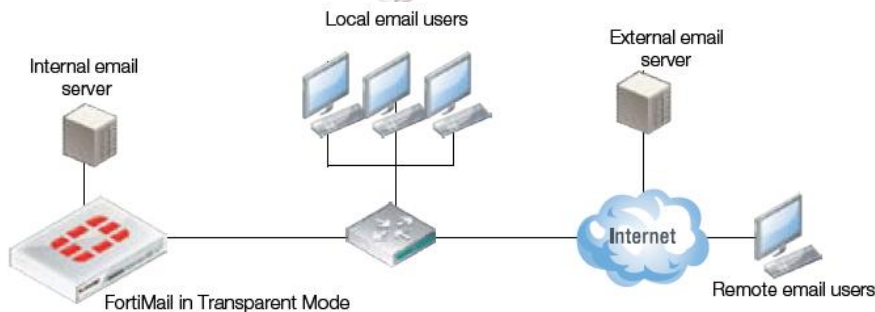 Local email users
Internal email
server
External email
server
Internet
FortiMail in Transparent Mode
Remote email users